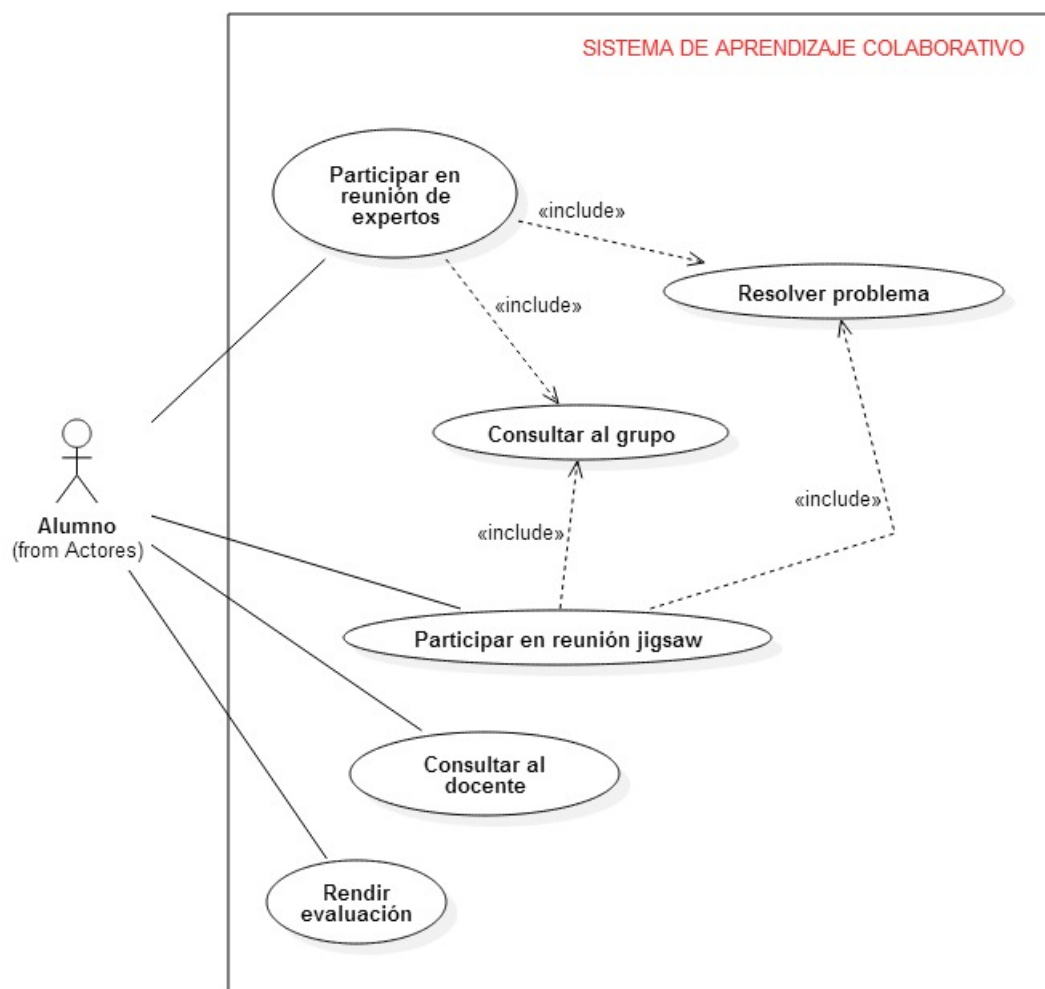 SISTEMA DE APRENDIZAJE COLABORATIVO
Participar en
reunión de
expertos
«include»
Resolver problema
«include»
Consultar al grupo
«include»
«include»
Alumno
(from Actores)
Participar en reunión jigsaw
Consultar al
docente
Rendir
evaluación